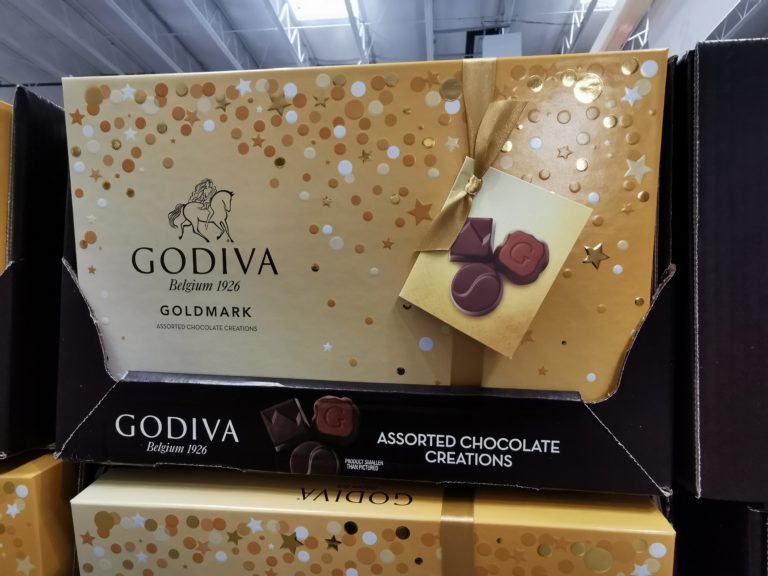 GODIVA
Belgium 1926
GOLDMARK
ASSORTED CHOCOLATE CREATIONS
G
GODIVA
Belgium 1926
G
PRODUCT SMALLER
THAN PICTURED
ASSORTED CHOCOLATE
CREATIONS
GODIVA